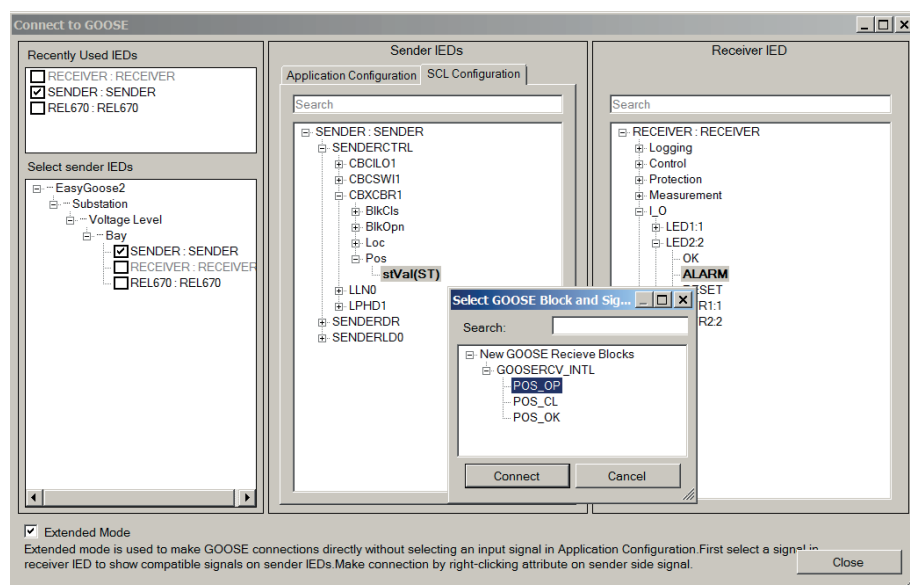 Connect to GOOSE
Recently Used IEDs
RECEIVER : RECEIVER
SENDER : SENDER
REL670 : REL670
Select sender IEDs
EasyGoose2
Substation
Voltage Level
Bay
SENDER : SENDER
RECEIVER : RECEIVER
REL670 : REL670
Sender IEDs
Application Configuration SCL Configuration
Search
SENDER : SENDER
SENDERCTRL
CBCILO1
CBCSWI1
CBXCBR1
BlkCls
BlkOpn
Loc
Pos
stVal(ST)
LLN0
LPHD1
SENDERDR
SENDERLD0
Receiver IED
Search
RECEIVER : RECEIVER
Logging
Control
Protection
Measurement
I_O
LED1:1
LED2:2
OK
ALARM
R1:1
R2:2
Select GOOSE Block and Sig...
Search:
New GOOSE Recieve Blocks
GOOSERCV_INTL
POS_OP
POS_CL
POS_OK
Connect Cancel
Extended Mode
Extended mode is used to make GOOSE connections directly without selecting an input signal in Application Configuration.First select a signal in
receiver IED to show compatible signals on sender IEDs.Make connection by right-clicking attribute on sender side signal.
Close